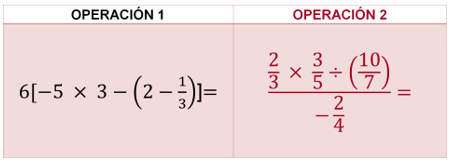 OPERACIÓN 1 OPERACIÓN 2
6[−5 × 3 − (2 − 1/3)]= (2/3 × 3/5 ÷ (10/7))/(−2/4) =